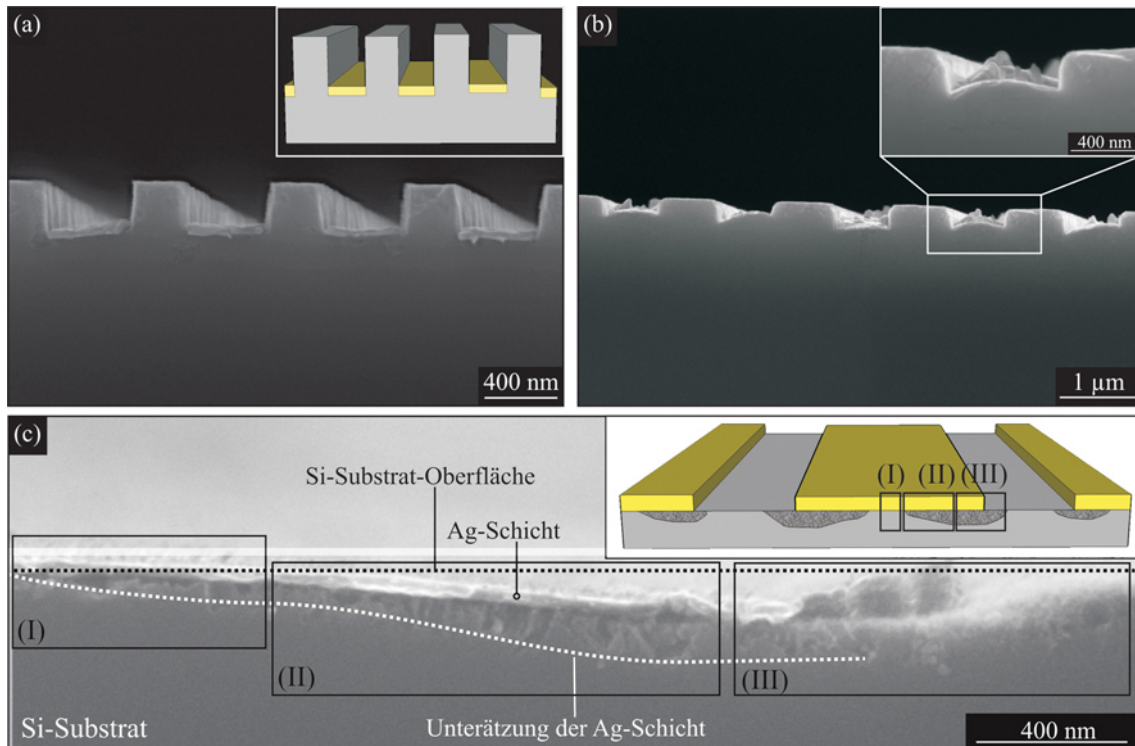 (a)
400 nm
(b)
400 nm
1 µm
(c)
Si-Substrat-Oberfläche
Ag-Schicht
(I)
(II)
(III)
(I)
(II)
(III)
Si-Substrat
Unterätzung der Ag-Schicht
400 nm